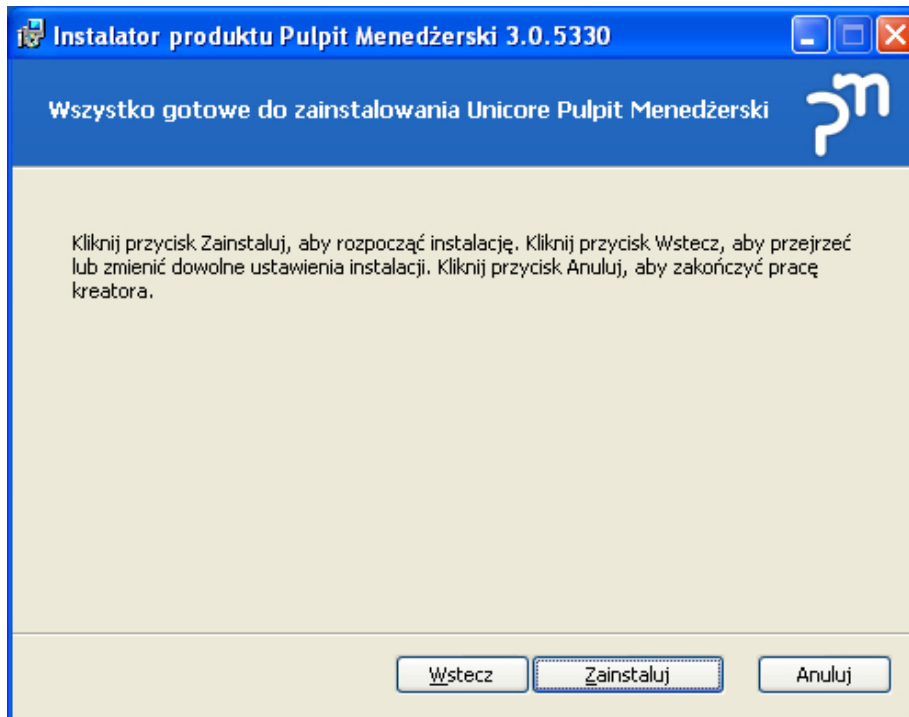 Instalator produktu Pulpit Menedżerski 3.0.5330
Wszystko gotowe do zainstalowania Unicore Pulpit Menedżerski
pm
Kliknij przycisk Zainstaluj, aby rozpocząć instalację. Kliknij przycisk Wstecz, aby przejrzeć
lub zmienić dowolne ustawienia instalacji. Kliknij przycisk Anuluj, aby zakończyć pracę
kreatora.
Wstecz
Zainstaluj
Anuluj